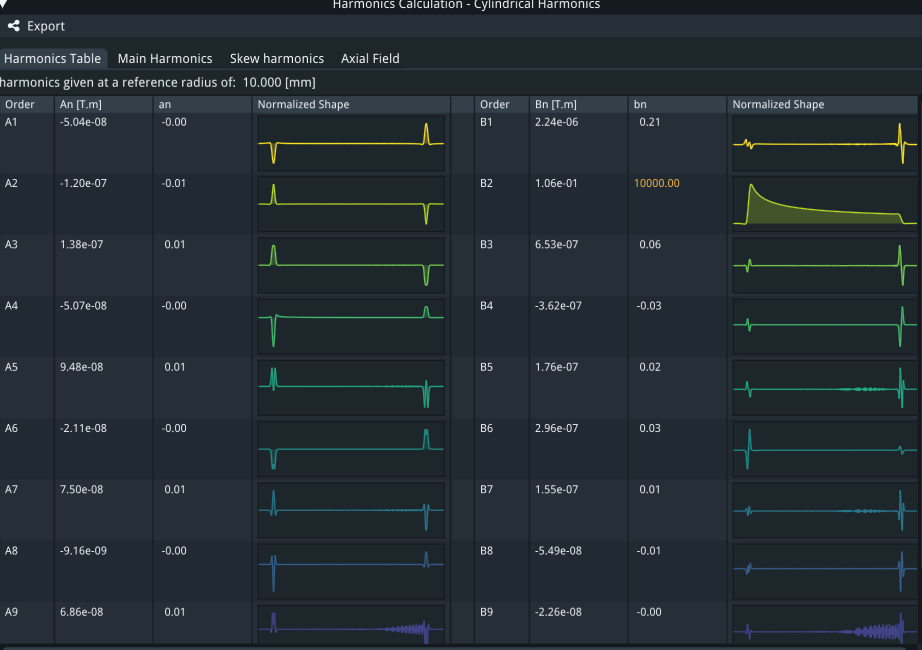 Harmonics Calculation - Cylindrical Harmonics
Export
Harmonics Table Main Harmonics Skew harmonics Axial Field
harmonics given at a reference radius of: 10.000 [mm]
Order An [T.m] an Normalized Shape Order Bn [T.m] bn Normalized Shape
A1 -5.04e-08 -0.00 B1 2.24e-06 0.21
A2 -1.20e-07 -0.01 B2 1.06e-01 10000.00
A3 1.38e-07 0.01 B3 6.53e-07 0.06
A4 -5.07e-08 -0.00 B4 -3.62e-07 -0.03
A5 9.48e-08 0.01 B5 1.76e-07 0.02
A6 -2.11e-08 -0.00 B6 2.96e-07 0.03
A7 7.50e-08 0.01 B7 1.55e-07 0.01
A8 -9.16e-09 -0.00 B8 -5.49e-08 -0.01
A9 6.86e-08 0.01 B9 -2.26e-08 -0.00